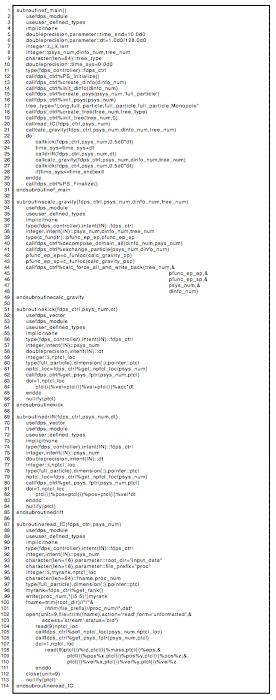 1 subroutinef_main()
2 usefdps_module
3 useuser_defined_types
4 implicitnone
5 doubleprecision,parameter::time_end=10.0d0
6 doubleprecision,parameter::dt=1.0d0/128.0d0
7 integer::i,j,k,ierr
8 integer::psys_num,dinfo_num,tree_num
9 character(len=64)::tree_type
10 doubleprecision::time_sys=0.0d0
11 type(fdps_controller)::fdps_ctrl
12 callfdps_ctrl%PS_Initialize()
13 callfdps_ctrl%create_dinfo(dinfo_num)
14 callfdps_ctrl%init_dinfo(dinfo_num)
15 callfdps_ctrl%create_psys(psys_num,'full_particle')
16 callfdps_ctrl%init_psys(psys_num)
17 tree_type="Long,full_particle,full_particle,full_particle,Monopole"
18 callfdps_ctrl%create_tree(tree_num,tree_type)
19 callfdps_ctrl%init_tree(tree_num,0)
20 callread_IC(fdps_ctrl,psys_num)
21 callcalc_gravity(fdps_ctrl,psys_num,dinfo_num,tree_num)
22 do
23 callkick(fdps_ctrl,psys_num,0.5d0*dt)
24 time_sys=time_sys+dt
25 calldrift(fdps_ctrl,psys_num,dt)
26 callcalc_gravity(fdps_ctrl,psys_num,dinfo_num,tree_num)
27 callkick(fdps_ctrl,psys_num,0.5d0*dt)
28 if(time_sys>=time_end)exit
29 enddo
30 callfdps_ctrl%PS_Finalize()
31 endsubroutinef_main
32
33 subroutinecalc_gravity(fdps_ctrl,psys_num,dinfo_num,tree_num)
34 usefdps_module
35 useuser_defined_types
36 implicitnone
37 type(fdps_controller),intent(IN)::fdps_ctrl
38 integer,intent(IN)::psys_num,dinfo_num,tree_num
39 type(c_funptr)::pfunc_ep_ep,pfunc_ep_sp
40 callfdps_ctrl%decompose_domain_all(dinfo_num,psys_num)
41 callfdps_ctrl%exchange_particle(psys_num,dinfo_num)
42 pfunc_ep_ep=c_funloc(calc_gravity_pp)
43 pfunc_ep_sp=c_funloc(calc_gravity_psp)
44 callfdps_ctrl%calc_force_all_and_write_back(tree_num,&
45 pfunc_ep_ep,&
46 pfunc_ep_sp,&
47 psys_num,&
48 dinfo_num)
49 endsubroutinecalc_gravity
50
51 subroutinekick(fdps_ctrl,psys_num,dt)
52 usefdps_vector
53 usefdps_module
54 useuser_defined_types
55 implicitnone
56 type(fdps_controller),intent(IN)::fdps_ctrl
57 integer,intent(IN)::psys_num
58 doubleprecision,intent(IN)::dt
59 integer::i,nptcl_loc
60 type(full_particle),dimension(:),pointer::ptcl
61 nptcl_loc=fdps_ctrl%get_nptcl_loc(psys_num)
62 callfdps_ctrl%get_psys_fptr(psys_num,ptcl)
63 doi=1,nptcl_loc
64 ptcl(i)%vel=ptcl(i)%vel+ptcl(i)%acc*dt
65 enddo
66 nullify(ptcl)
67 endsubroutinekick
68
69 subroutinedrift(fdps_ctrl,psys_num,dt)
70 usefdps_vector
71 usefdps_module
72 useuser_defined_types
73 implicitnone
74 type(fdps_controller),intent(IN)::fdps_ctrl
75 integer,intent(IN)::psys_num
76 doubleprecision,intent(IN)::dt
77 integer::i,nptcl_loc
78 type(full_particle),dimension(:),pointer::ptcl
79 nptcl_loc=fdps_ctrl%get_nptcl_loc(psys_num)
80 callfdps_ctrl%get_psys_fptr(psys_num,ptcl)
81 doi=1,nptcl_loc
82 ptcl(i)%pos=ptcl(i)%pos+ptcl(i)%vel*dt
83 enddo
84 nullify(ptcl)
85 endsubroutinedrift
86
87 subroutineread_IC(fdps_ctrl,psys_num)
88 usefdps_module
89 useuser_defined_types
90 implicitnone
91 type(fdps_controller),intent(IN)::fdps_ctrl
92 integer,intent(IN)::psys_num
93 character(len=16),parameter::root_dir="input_data"
94 character(len=16),parameter::file_prefix="proc"
95 integer::i,myrank,nptcl_loc
96 character(len=64)::fname,proc_num
97 type(full_particle),dimension(:),pointer::ptcl
98 myrank=fdps_ctrl%get_rank()
99 write(proc_num,"(i5.5)")myrank
100 fname=trim(root_dir)//"/"&
101 //trim(file_prefix)//proc_num//".dat"
102 open(unit=9,file=trim(fname),action='read',form='unformatted',&
103 access='stream',status='old')
104 read(9)nptcl_loc
105 callfdps_ctrl%set_nptcl_loc(psys_num,nptcl_loc)
106 callfdps_ctrl%get_psys_fptr(psys_num,ptcl)
107 doi=1,nptcl_loc
108 read(9)ptcl(i)%id,ptcl(i)%mass,ptcl(i)%eps,&
109 ptcl(i)%pos%x,ptcl(i)%pos%y,ptcl(i)%pos%z,&
110 ptcl(i)%vel%x,ptcl(i)%vel%y,ptcl(i)%vel%z
111 enddo
112 close(unit=9)
113 nullify(ptcl)
114 endsubroutineread_IC